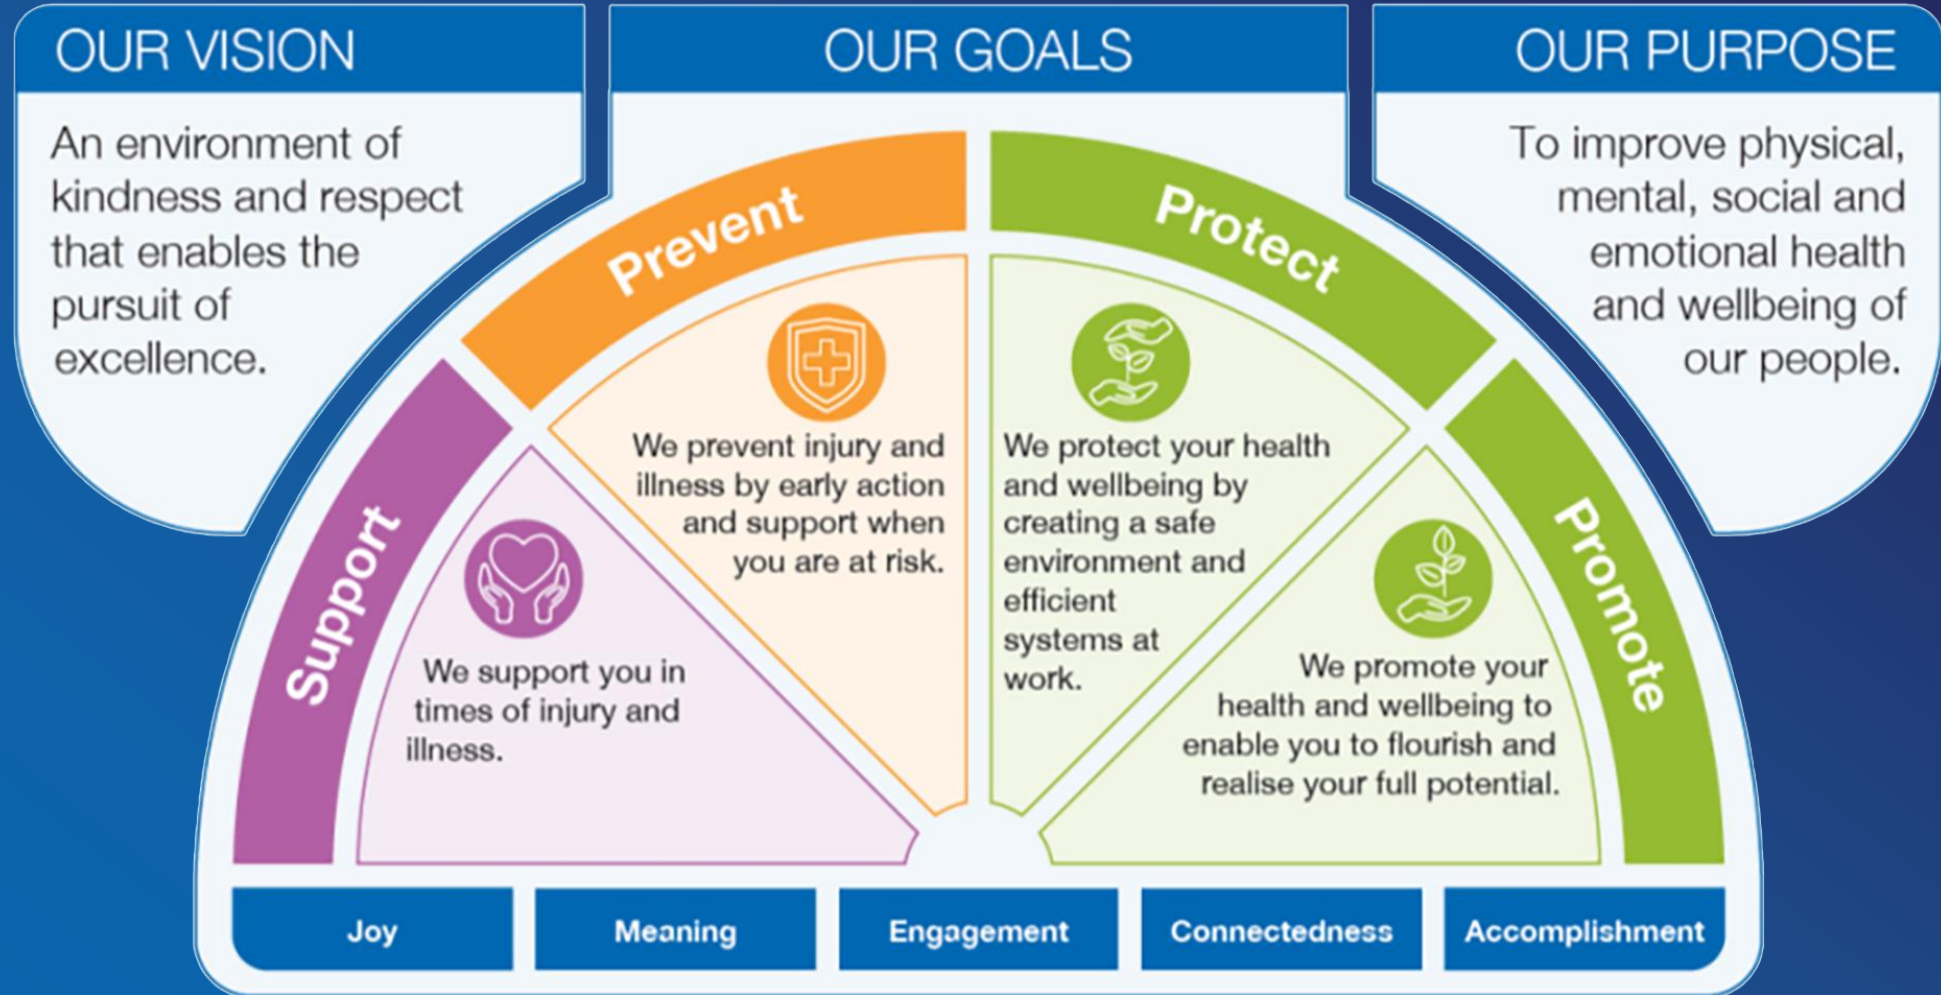 OUR VISION
An environment of
kindness and respect
that enables the
pursuit of
excellence.
OUR GOALS
OUR PURPOSE
To improve physical,
mental, social and
emotional health
and wellbeing of
our people.
Support
We support you in
times of injury and
illness.
Prevent
We prevent injury and
illness by early action
and support when
you are at risk.
Protect
We protect your health
and wellbeing by
creating a safe
environment and
efficient
systems at
work.
Promote
We promote your
health and wellbeing to
enable you to flourish and
realise your full potential.
Joy
Meaning
Engagement
Connectedness
Accomplishment